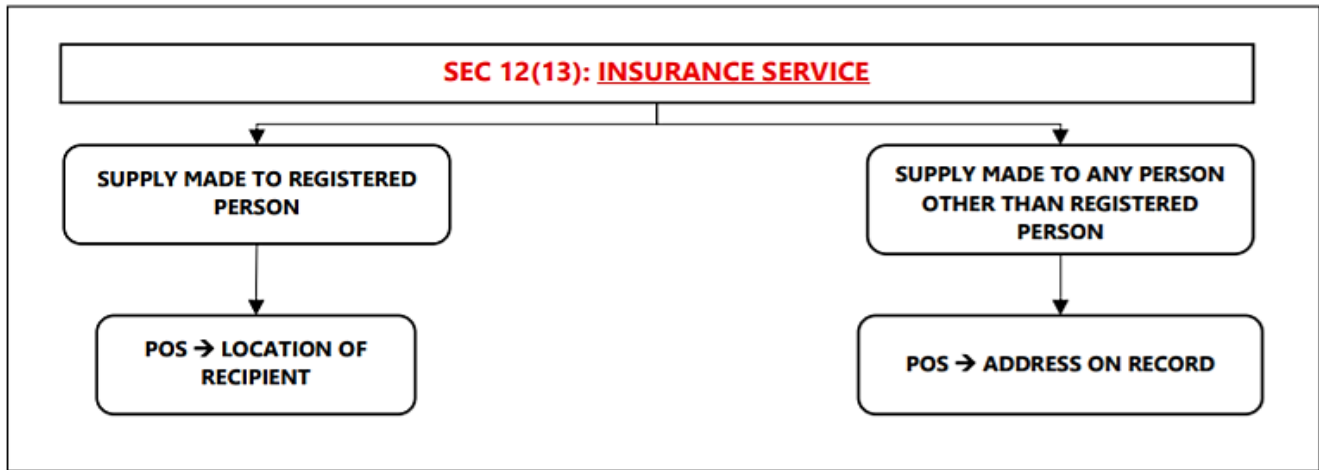 SEC 12(13): INSURANCE SERVICE
SUPPLY MADE TO REGISTERED
PERSON
SUPPLY MADE TO ANY PERSON
OTHER THAN REGISTERED
PERSON
POS → LOCATION OF
RECIPIENT
POS → ADDRESS ON RECORD